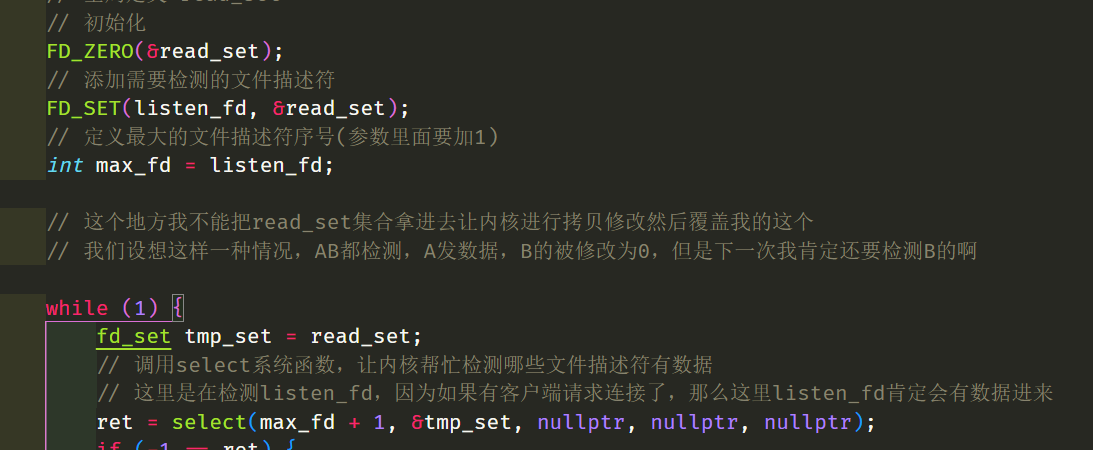 // 初始化
FD_ZERO(&read_set);
// 添加需要检测的文件描述符
FD_SET(listen_fd, &read_set);
// 定义最大的文件描述符序号(参数里面要加1)
int max_fd = listen_fd;
// 这个地方我不能把read_set集合拿进去让内核进行拷贝修改然后覆盖我的这个
// 我们设想这样一种情况，AB都检测，A发数据，B的被修改为0，但是下一次我肯定还要检测B的啊
while (1) {
fd_set tmp_set = read_set;
// 调用select系统函数，让内核帮忙检测哪些文件描述符有数据
// 这里是在检测listen_fd，因为如果有客户端请求连接了，那么这里listen_fd肯定会有数据进来
ret = select(max_fd + 1, &tmp_set, nullptr, nullptr, nullptr);
if (-1 == ret) {